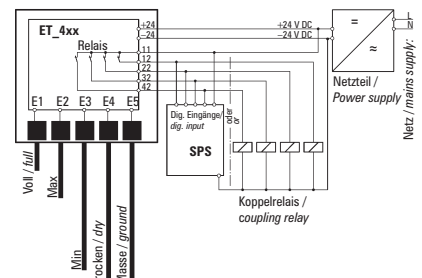 ET_4xx
Relais
+24
−24
11
12
22
32
42
+24 V DC
−24 V DC
=
≈
L
N
Netzteil /
Power supply
Netz / mains supply:
E1 E2 E3 E4 E5
Dig. Eingänge/
dig. input
oder
or
SPS
Koppelrelais /
coupling relay
Voll / full
Max
Min
rocken / dry
Masse / ground